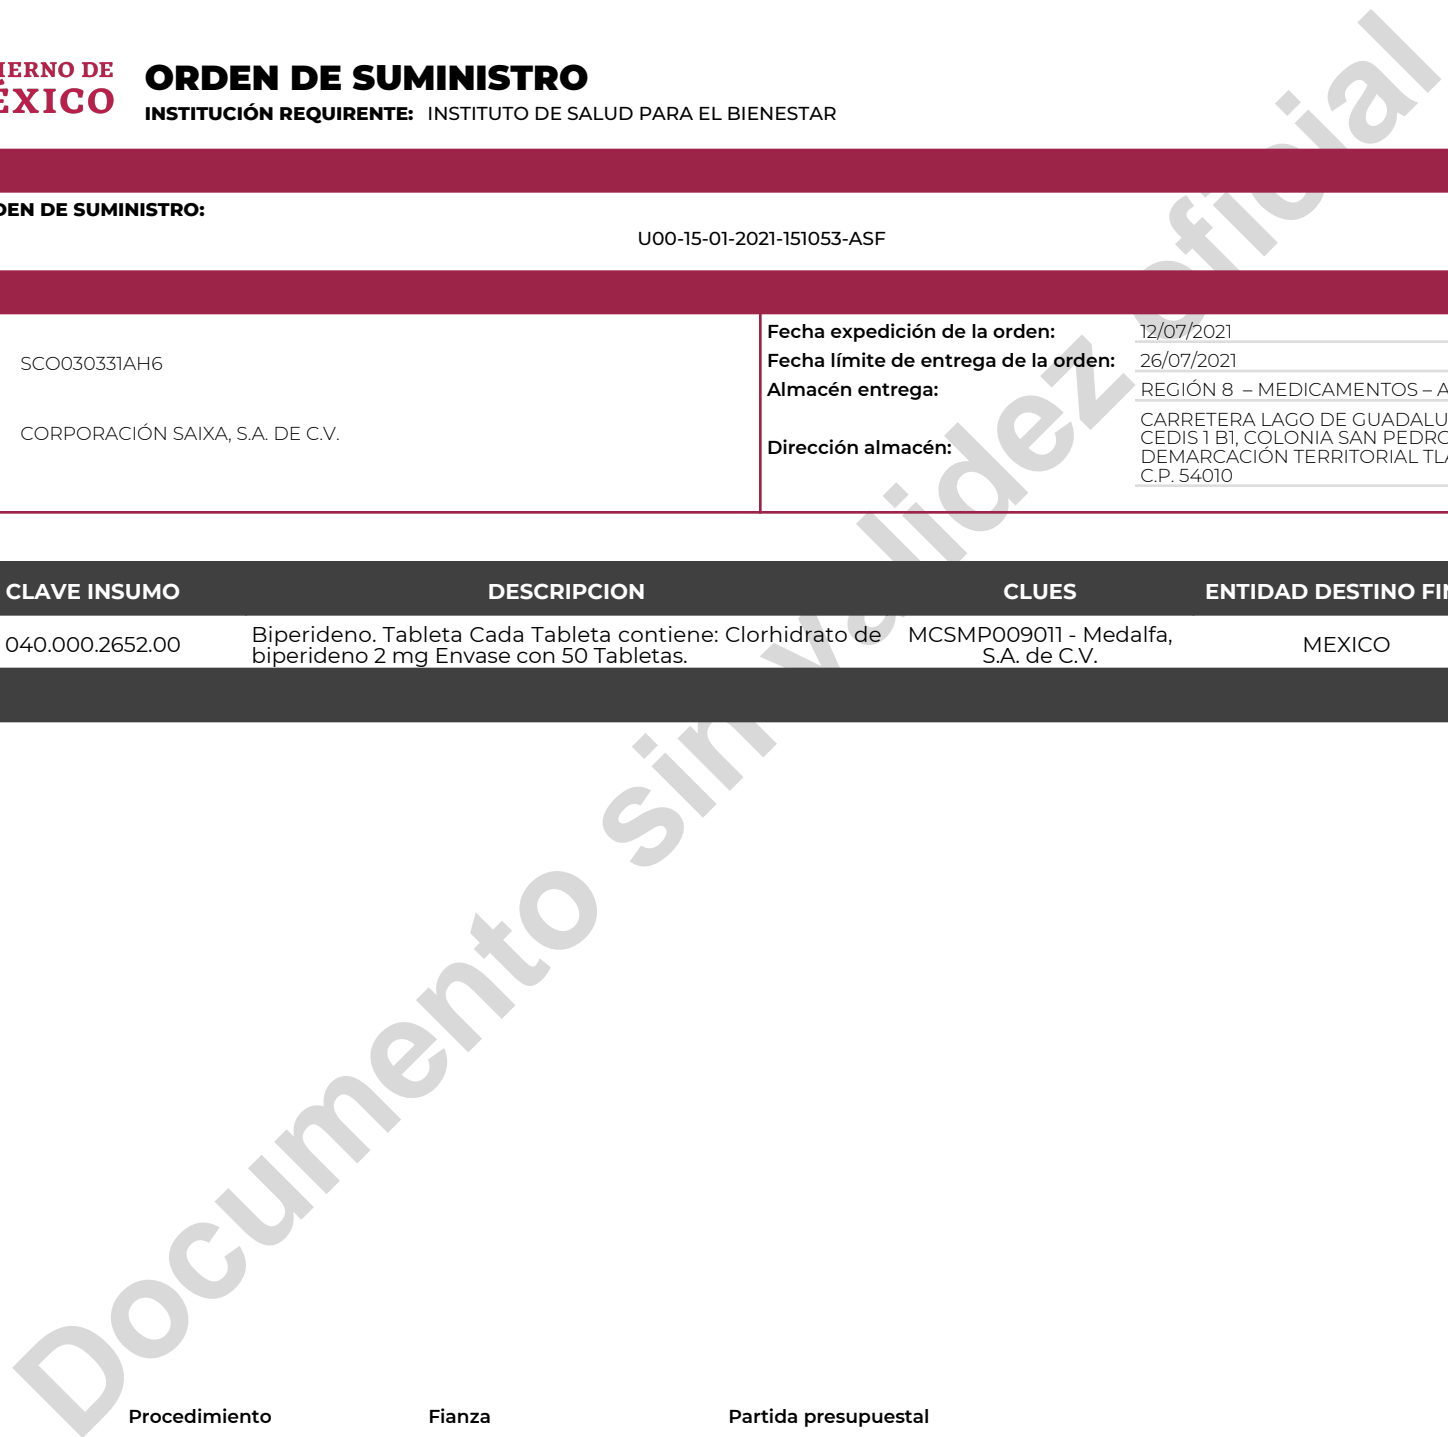 IERNO DE
ÉXICO
ORDEN DE SUMINISTRO
INSTITUCIÓN REQUIRENTE: INSTITUTO DE SALUD PARA EL BIENESTAR
DEN DE SUMINISTRO:
U00-15-01-2021-151053-ASF
SCO030331AH6
CORPORACIÓN SAIXA, S.A. DE C.V.
Fecha expedición de la orden: 12/07/2021
Fecha límite de entrega de la orden: 26/07/2021
Almacén entrega: REGIÓN 8 – MEDICAMENTOS – A
Dirección almacén:
CARRETERA LAGO DE GUADALU
CEDIS 1 B1, COLONIA SAN PEDRO
DEMARCACIÓN TERRITORIAL TLA
C.P. 54010
CLAVE INSUMO DESCRIPCION CLUES ENTIDAD DESTINO FIN
040.000.2652.00
Biperideno. Tableta Cada Tableta contiene: Clorhidrato de
biperideno 2 mg Envase con 50 Tabletas.
MCSMP009011 - Medalfa,
S.A. de C.V.
MEXICO
Documento sin validez oficial
Procedimiento Fianza Partida presupuestal